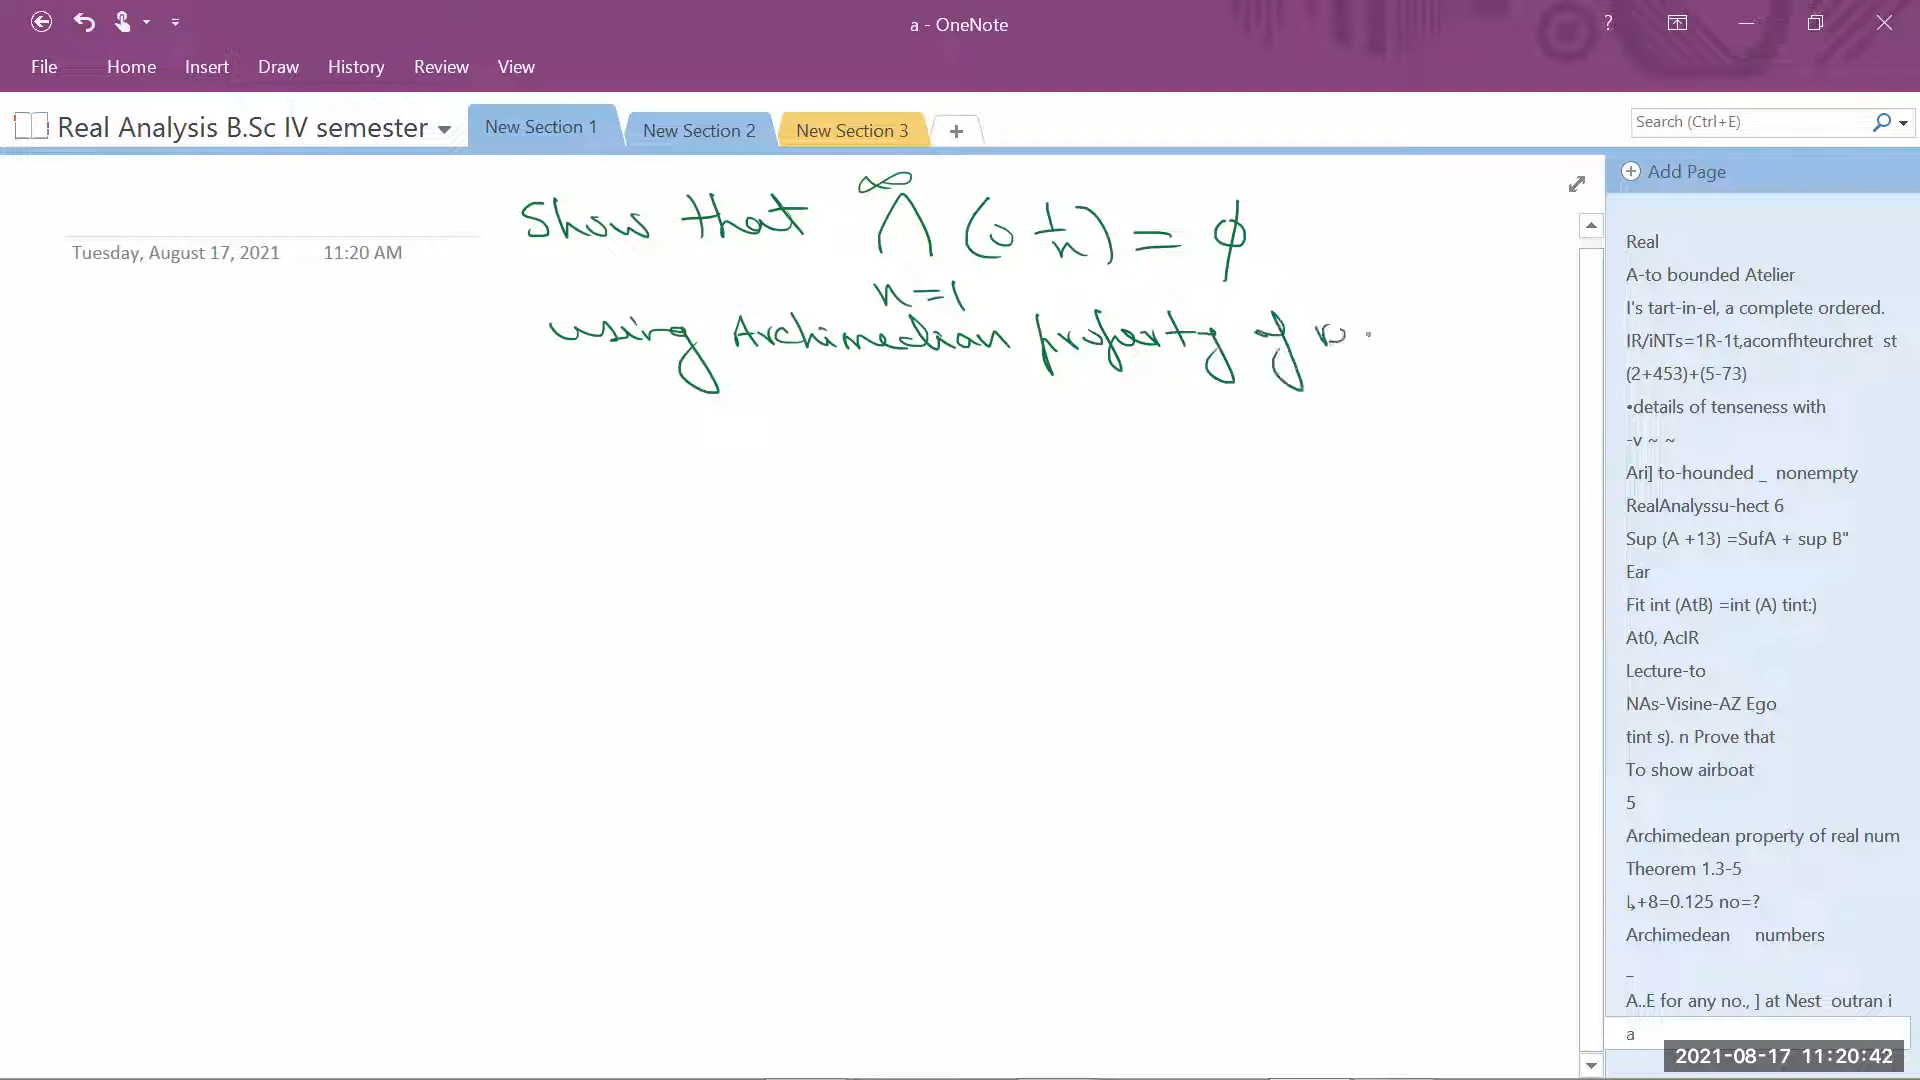 a - OneNote
?
File Home Insert Draw History Review View
Real Analysis B.Sc IV semester New Section 1 New Section 2 New Section 3 +
Search (Ctrl+E)
Tuesday, August 17, 2021 11:20 AM
Show that ∞ ∩ n=1 (0 1/n) = ϕ
using Archimedian property of
Add Page
Real
A-to bounded Atelier
I's tart-in-el, a complete ordered.
IR/iNTs=1R-1t,acomfhteurchret st
(2+453)+(5-73)
•details of tenseness with
-v ~ ~
Ari] to-hounded _ nonempty
RealAnalyssu-hect 6
Sup (A +13) =SufA + sup B"
Ear
Fit int (AtB) =int (A) tint:)
At0, AcIR
Lecture-to
NAs-Visine-AZ Ego
tint s). n Prove that
To show airboat
5
Archimedean property of real num
Theorem 1.3-5
↳+8=0.125 no=?
Archimedean numbers
_
A..E for any no., ] at Nest outran i
a
2021-08-17 11:20:42